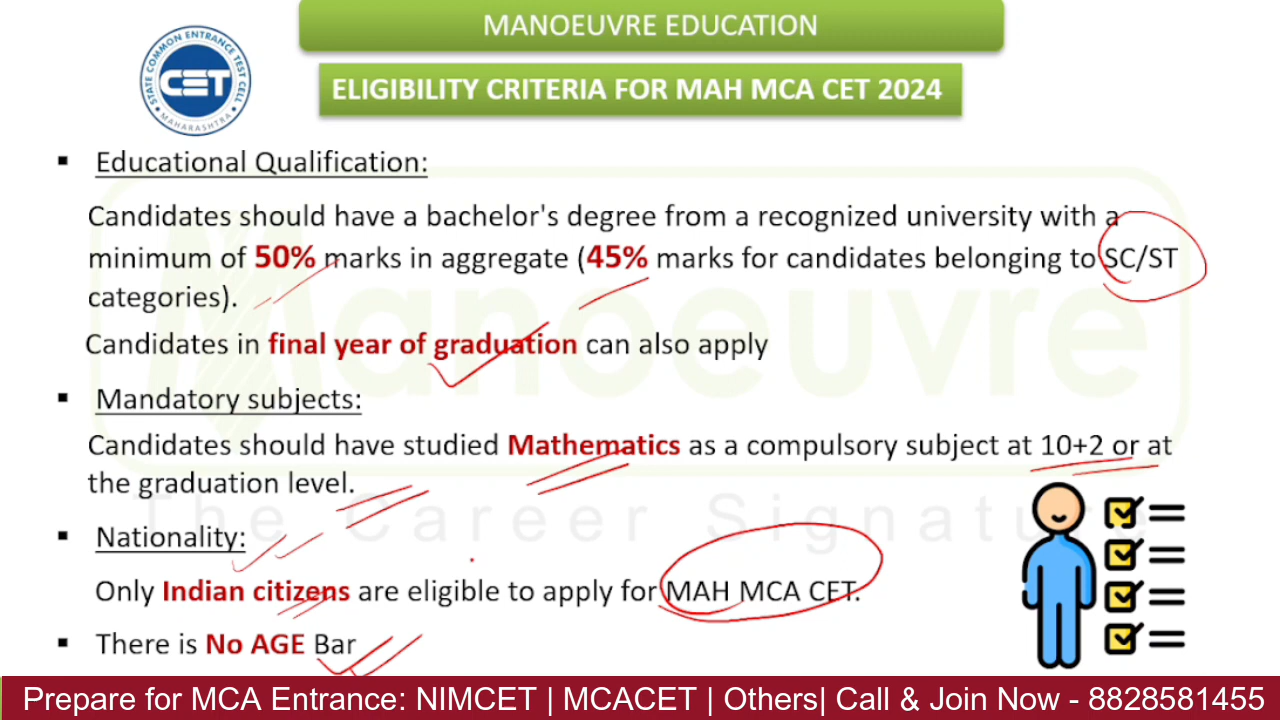 MANOEUVRE EDUCATION
STATE COMMON ENTRANCE TEST CELL
CET
MAHARASHTRA
ELIGIBILITY CRITERIA FOR MAH MCA CET 2024
▪ Educational Qualification:
Candidates should have a bachelor's degree from a recognized university with a
minimum of 50% marks in aggregate (45% marks for candidates belonging to SC/ST
categories).
Candidates in final year of graduation can also apply
▪ Mandatory subjects:
Candidates should have studied Mathematics as a compulsory subject at 10+2 or at
the graduation level.
▪ Nationality:
Only Indian citizens are eligible to apply for MAH MCA CET.
▪ There is No AGE Bar
Manoeuvre
The Career Signature
Prepare for MCA Entrance: NIMCET | MCACET | Others| Call & Join Now - 8828581455